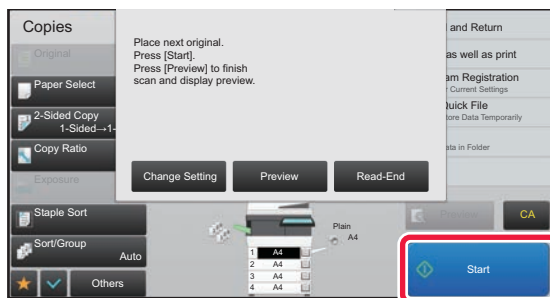 Copies
Original
Paper Select
2-Sided Copy
1-Sided→1-
Copy Ratio
Exposure
Staple Sort
Sort/Group
Auto
Others
Place next original.
Press [Start].
Press [Preview] to finish
scan and display preview.
Change Setting
Preview
Read-End
Plain
A4
1 A4
2 A4
3 A4
4 A4
and Return
as well as print
am Registration
Current Settings
Quick File
tore Data Temporarily
ata in Folder
Preview
CA
Start